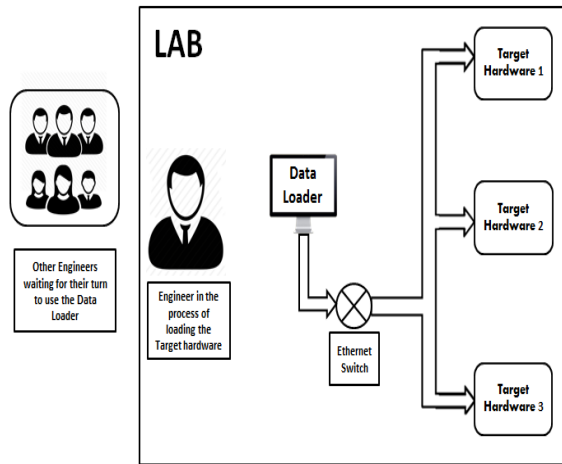 LAB
Other Engineers
waiting for their turn
to use the Data
Loader
Engineer in the
process of
loading the
Target hardware
Data
Loader
Ethernet
Switch
Target
Hardware 1
Target
Hardware 2
Target
Hardware 3